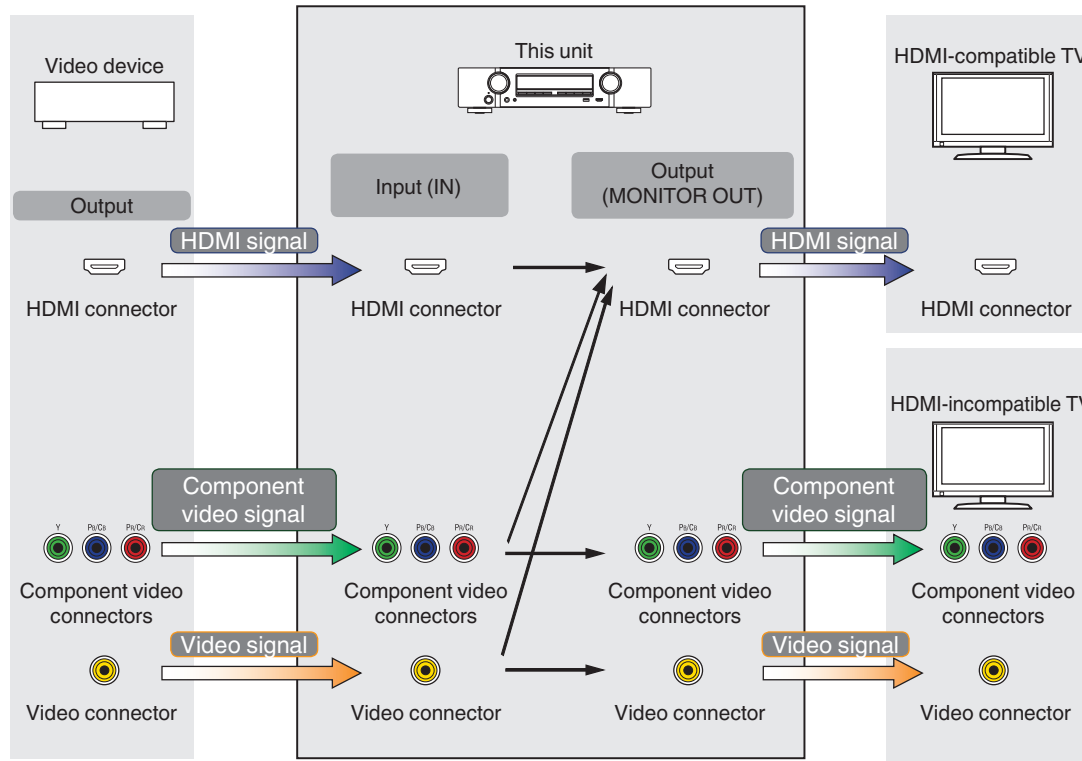 Video device
This unit
HDMI-compatible TV
Output
Input (IN)
Output
(MONITOR OUT)
HDMI signal
HDMI signal
HDMI connector
HDMI connector
HDMI connector
HDMI connector
HDMI-incompatible TV
Component
video signal
Component
video signal
Y PB/CB PR/CR
Y PB/CB PR/CR
Y PB/CB PR/CR
Y PB/CB PR/CR
Component video
connectors
Component video
connectors
Component video
connectors
Component video
connectors
Video signal
Video signal
Video connector
Video connector
Video connector
Video connector